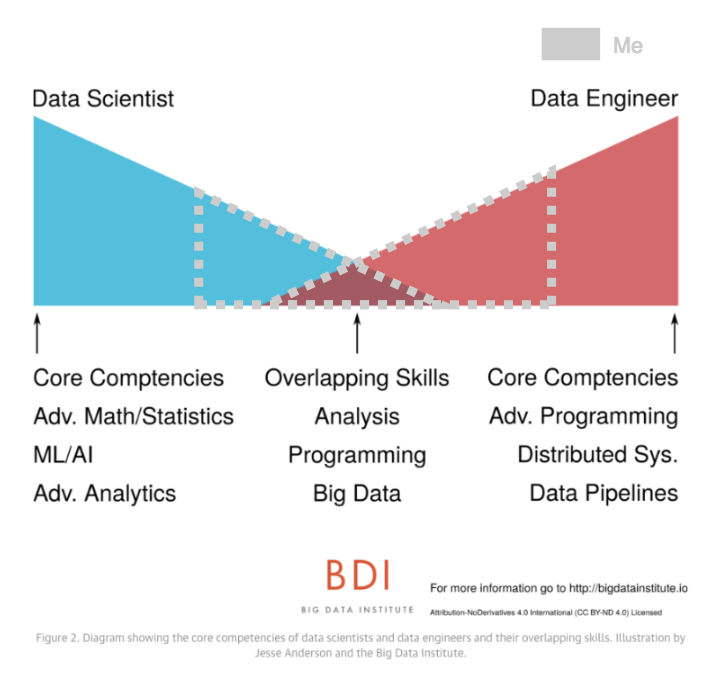 Me
Data Scientist
Data Engineer
Core Comptencies
Adv. Math/Statistics
ML/AI
Adv. Analytics
Overlapping Skills
Analysis
Programming
Big Data
Core Comptencies
Adv. Programming
Distributed Sys.
Data Pipelines
BDI
BIG DATA INSTITUTE
For more information go to http://bigdatainstitute.io
Attribution-NoDerivatives 4.0 International (CC BY-ND 4.0) Licensed
Figure 2. Diagram showing the core competencies of data scientists and data engineers and their overlapping skills. Illustration by
Jesse Anderson and the Big Data Institute.